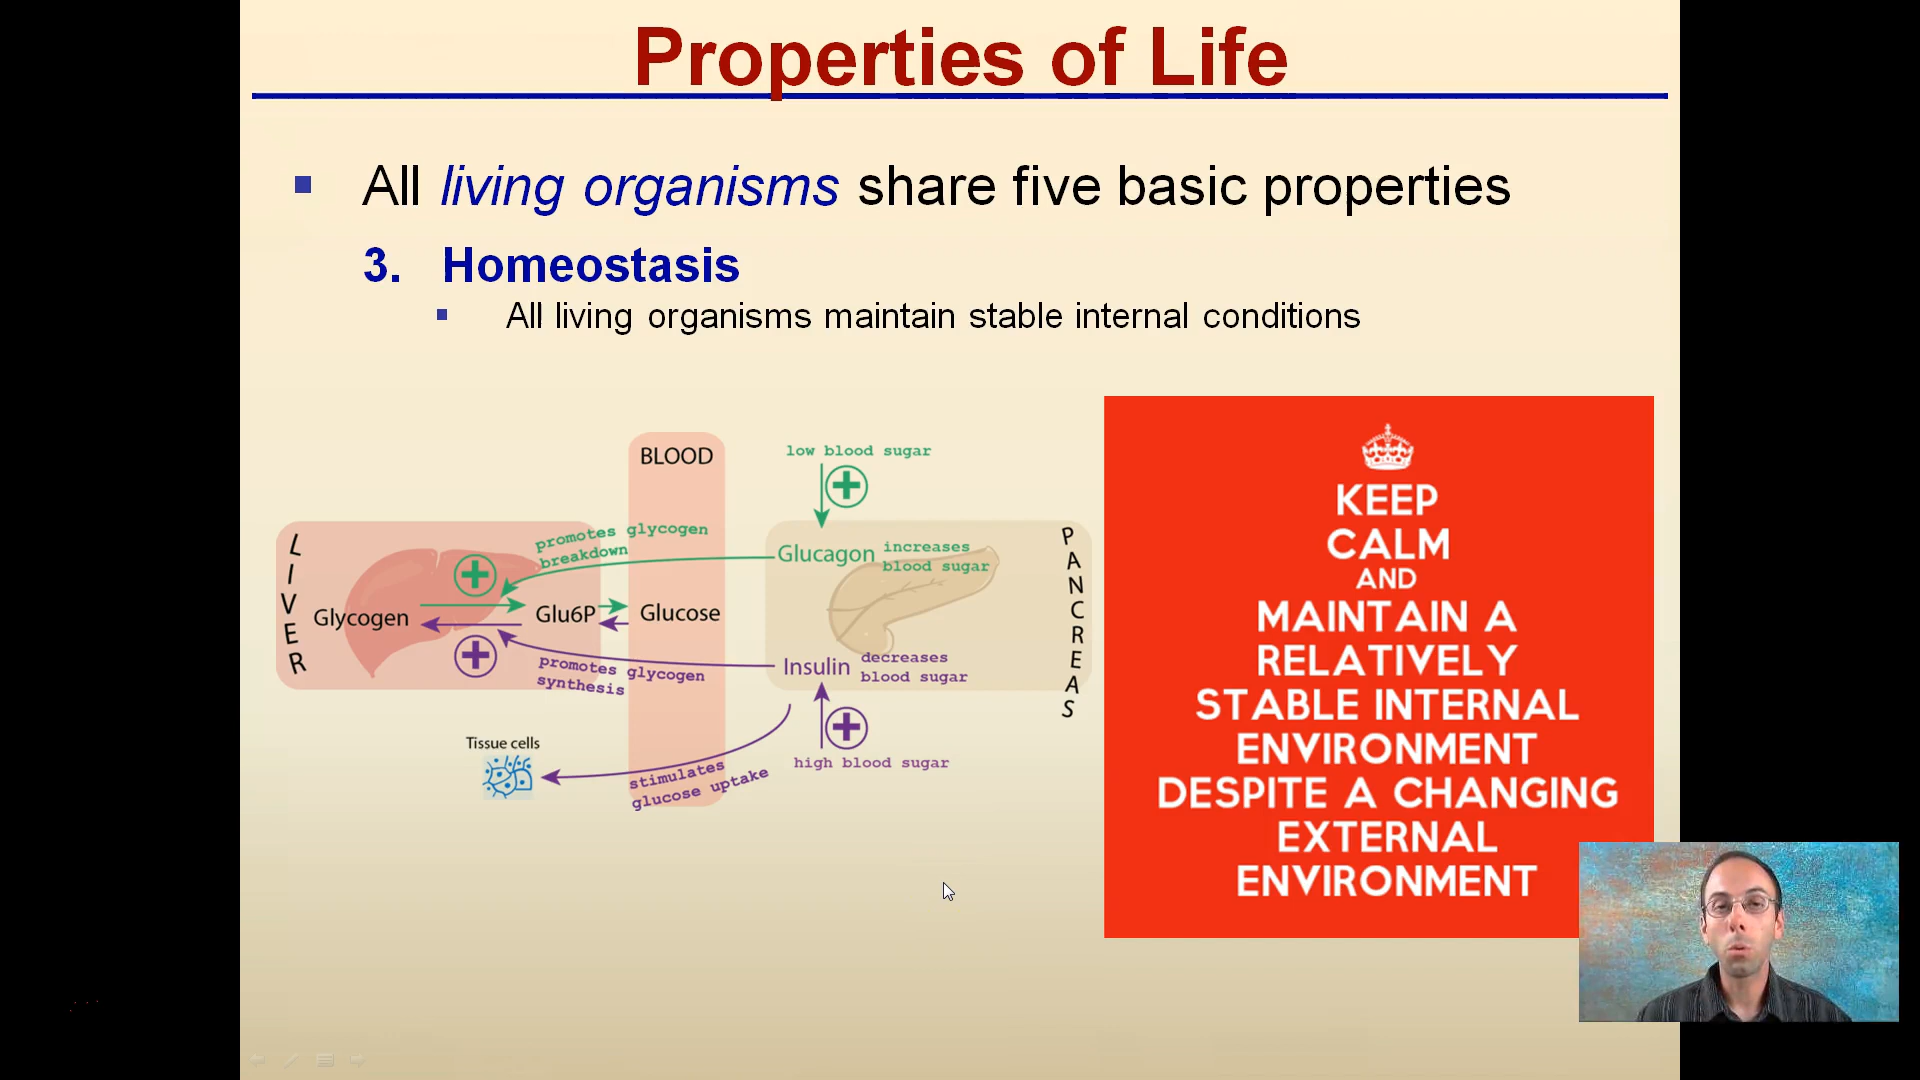 Properties of Life
All living organisms share five basic properties
3. Homeostasis
All living organisms maintain stable internal conditions
BLOOD
low blood sugar
LIVER
promotes glycogen
breakdown
Glucagon
increases
blood sugar
PANCREAS
Glycogen
Glu6P
Glucose
promotes glycogen
synthesis
Insulin
decreases
blood sugar
Tissue cells
stimulates
glucose uptake
high blood sugar
KEEP
CALM
AND
MAINTAIN A
RELATIVELY
STABLE INTERNAL
ENVIRONMENT
DESPITE A CHANGING
EXTERNAL
ENVIRONMENT